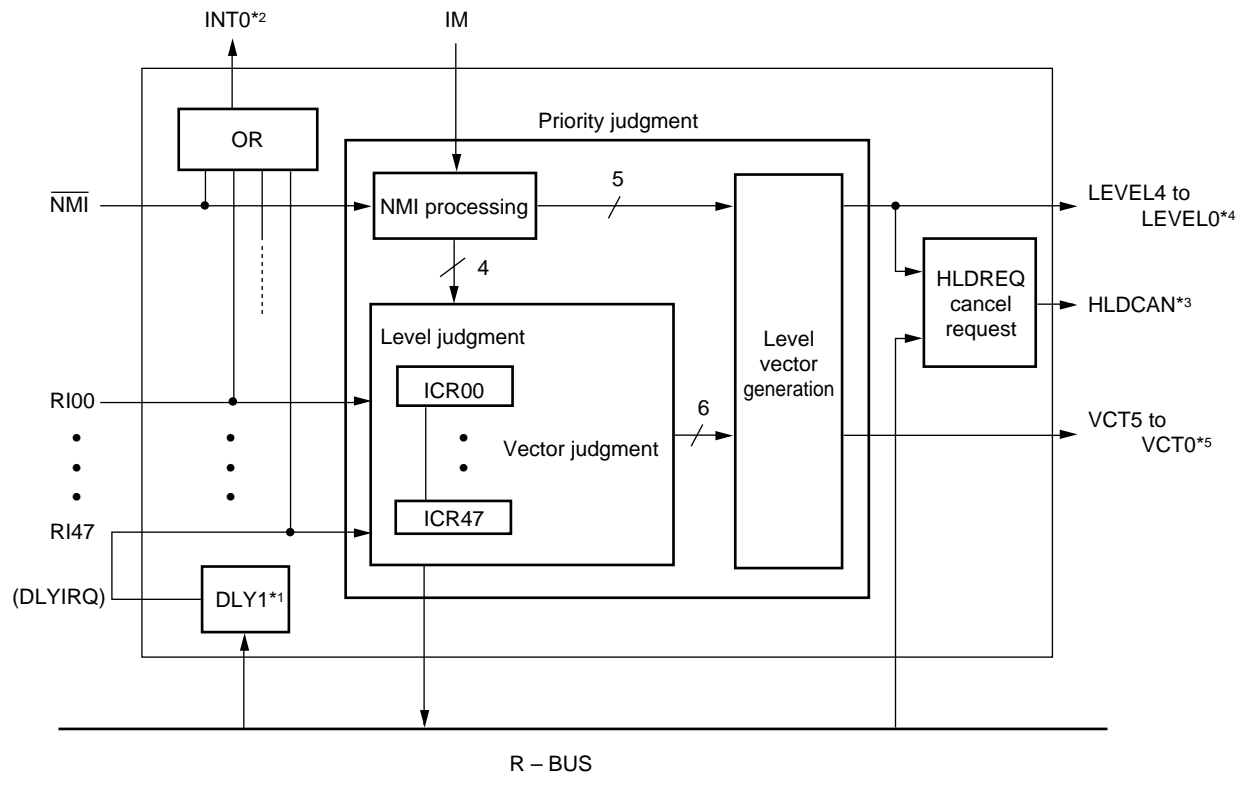 INT0*2
IM
OR
Priority judgment
NMI
NMI processing
5
4
LEVEL4 to
LEVEL0*4
HLDREQ
cancel
request
HLDCAN*3
Level judgment
ICR00
Vector judgment
ICR47
6
Level
vector
generation
RI00
VCT5 to
VCT0*5
RI47
(DLYIRQ)
DLY1*1
R – BUS